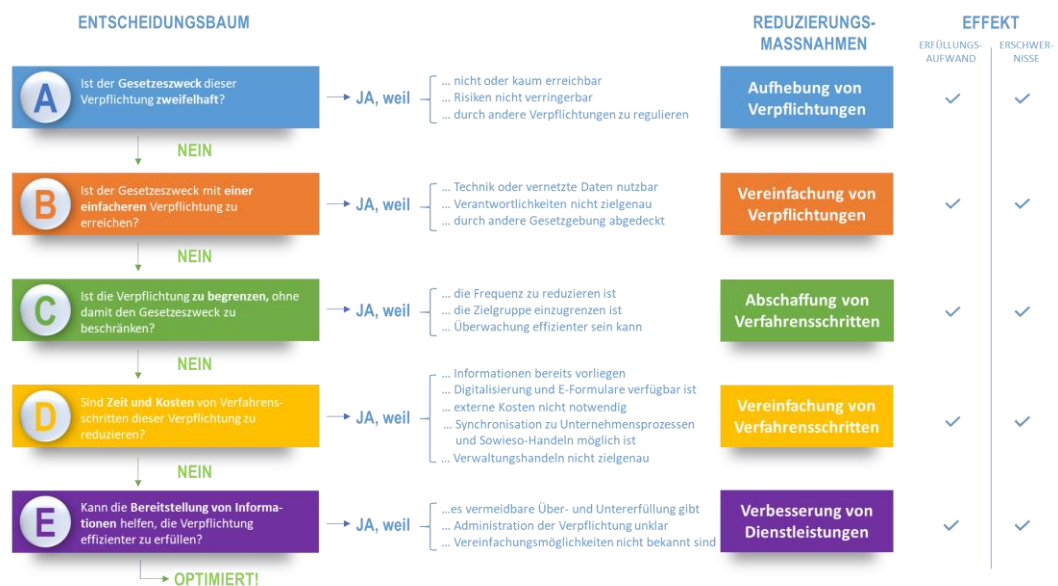 ENTSCHEIDUNGSBAUM
REDUZIERUNGS-
MASSNAHMEN
EFFEKT
ERFÜLLUNGS-
AUFWAND
ERSCHWER-
NISSE
A
Ist der Gesetzeszweck dieser
Verpflichtung zweifelhaft?
JA, weil
... nicht oder kaum erreichbar
... Risiken nicht verringerbar
... durch andere Verpflichtungen zu regulieren
Aufhebung von
Verpflichtungen
NEIN
B
Ist der Gesetzeszweck mit einer
einfacheren Verpflichtung zu
erreichen?
JA, weil
... Technik oder vernetzte Daten nutzbar
... Verantwortlichkeiten nicht zielgenau
... durch andere Gesetzgebung abgedeckt
Vereinfachung von
Verpflichtungen
NEIN
C
Ist die Verpflichtung zu begrenzen, ohne
damit den Gesetzeszweck zu
beschränken?
JA, weil
... die Frequenz zu reduzieren ist
... die Zielgruppe einzugrenzen ist
... Überwachung effizienter sein kann
Abschaffung von
Verfahrensschritten
NEIN
D
Sind Zeit und Kosten von Verfahrens-
schritten dieser Verpflichtung zu
reduzieren?
JA, weil
... Informationen bereits vorliegen
... Digitalisierung und E-Formulare verfügbar ist
... externe Kosten nicht notwendig
... Synchronisation zu Unternehmensprozessen
und Sowieso-Handeln möglich ist
... Verwaltungshandeln nicht zielgenau
Vereinfachung von
Verfahrensschritten
NEIN
E
Kann die Bereitstellung von Informa-
tionen helfen, die Verpflichtung
effizienter zu erfüllen?
JA, weil
...es vermeidbare Über- und Untererfüllung gibt
... Administration der Verpflichtung unklar
... Vereinfachungsmöglichkeiten nicht bekannt sind
Verbesserung von
Dienstleistungen
OPTIMIERT!